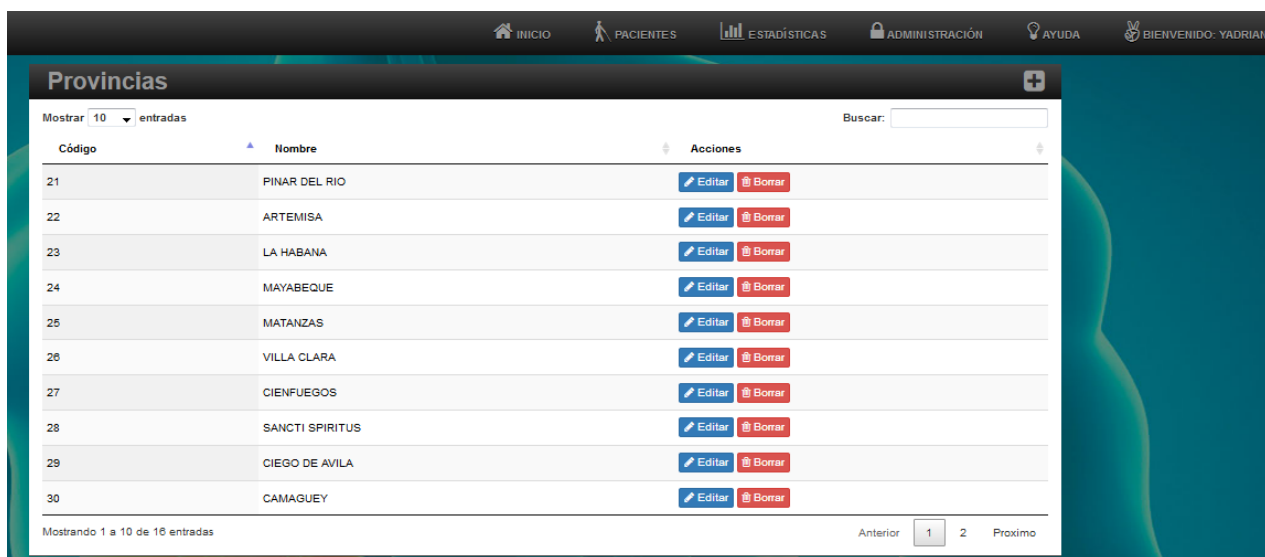 INICIO PACIENTES ESTADÍSTICAS ADMINISTRACIÓN AYUDA BIENVENIDO: YADRIAN
Provincias
Mostrar 10 entradas Buscar:
Código Nombre Acciones
21 PINAR DEL RIO Editar Borrar
22 ARTEMISA Editar Borrar
23 LA HABANA Editar Borrar
24 MAYABEQUE Editar Borrar
25 MATANZAS Editar Borrar
26 VILLA CLARA Editar Borrar
27 CIENFUEGOS Editar Borrar
28 SANCTI SPIRITUS Editar Borrar
29 CIEGO DE AVILA Editar Borrar
30 CAMAGUEY Editar Borrar
Mostrando 1 a 10 de 16 entradas Anterior 1 2 Proximo